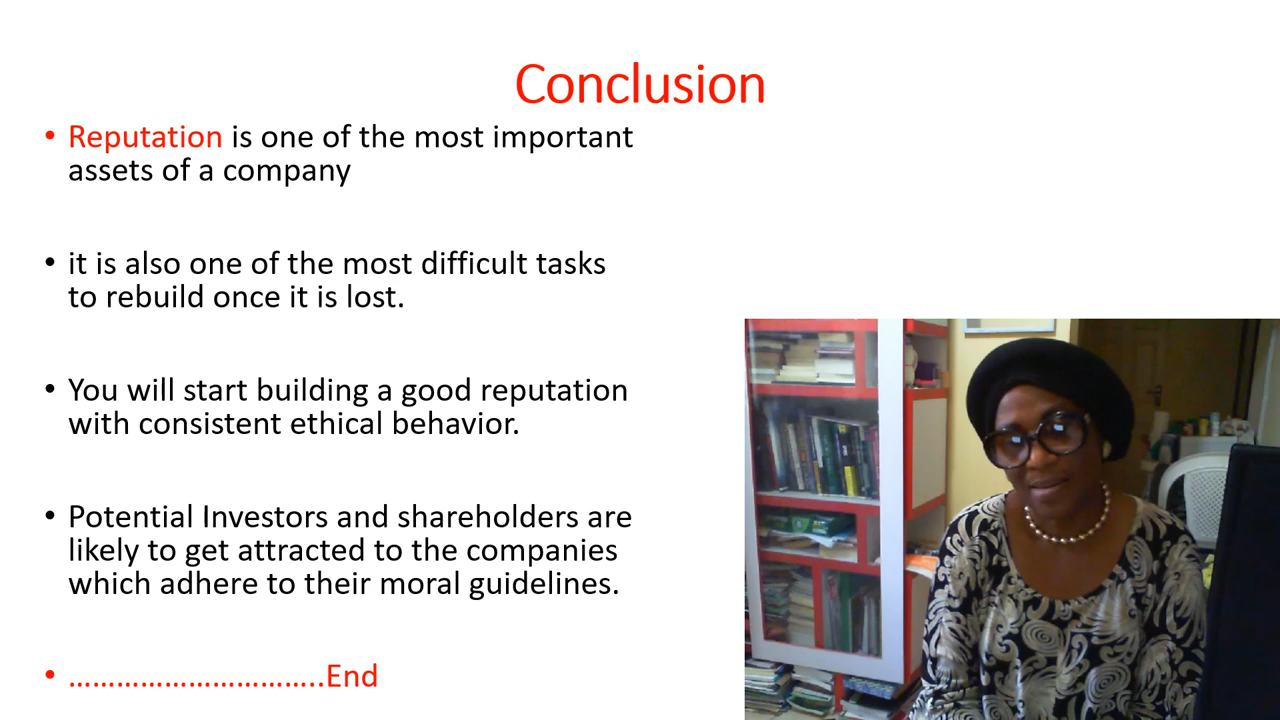 Conclusion
• Reputation is one of the most important
assets of a company
• it is also one of the most difficult tasks
to rebuild once it is lost.
• You will start building a good reputation
with consistent ethical behavior.
• Potential Investors and shareholders are
likely to get attracted to the companies
which adhere to their moral guidelines.
• …………………………..End